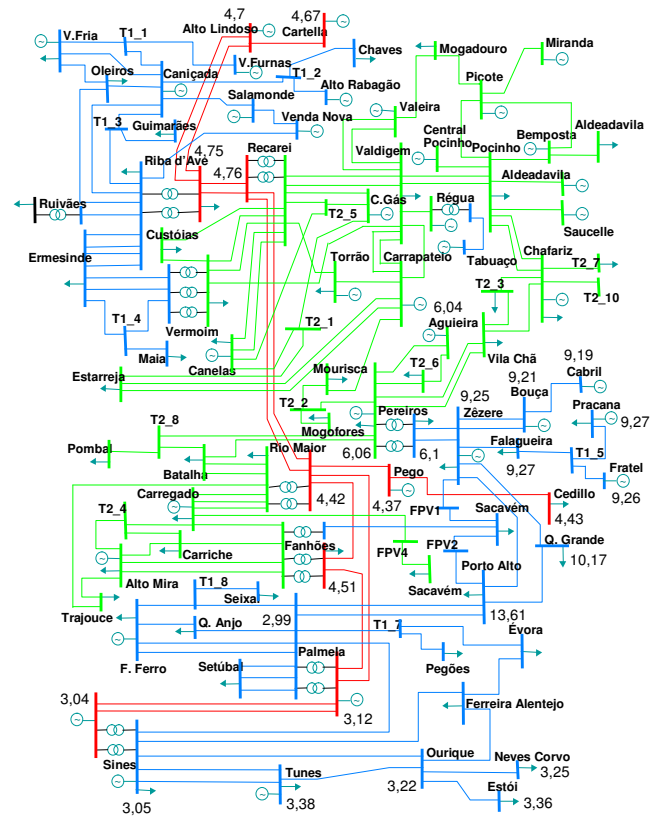 4,7
4,67
V.Fria
T1_1
Alto Lindoso
Cartella
Chaves
Mogadouro
Miranda
Oleiros
Caniçada
V.Furnas
T1_2
Picote
Salamonde
Alto Rabagão
Valeira
T1_3
Guimarães
Venda Nova
Central
Pocinho
Bemposta
Aldeadavila
4,75
Recarei
Valdigem
Pocinho
Riba d'Ave
4,76
Aldeadavila
Ruivães
C.Gás
Régua
T2_5
Saucelle
Custóias
Tabuaço
Ermesinde
Torrão
Carrapatelo
Chafariz
T2_7
T2_3
T2_10
T1_4
Vermoim
T2_1
6,04
Aguieira
Maia
Canelas
Vila Chã
9,19
Estarreja
Mourisca
T2_6
9,21
Cabril
T2_2
9,25
Bouça
Pracana
T2_8
Mogofores
Pereiros
Zêzere
9,27
Pombal
Rio Maior
6,06
6,1
Falagueira
T1_5
Batalha
9,27
Fratel
Pego
9,26
Carregado
4,42
4,37
Cedillo
T2_4
FPV1
Sacavém
4,43
Carriche
Fanhões
Q. Grande
FPV4
FPV2
10,17
Alto Mira
4,51
Porto Alto
T1_8
Sacavém
Trajouce
Seixal
2,99
13,61
Q. Anjo
T1_7
Évora
F. Ferro
Setúbal
Palmela
Pegões
3,04
3,12
Ferreira Alentejo
Sines
Ourique
Neves Corvo
Tunes
3,25
3,22
Estói
3,05
3,38
3,36